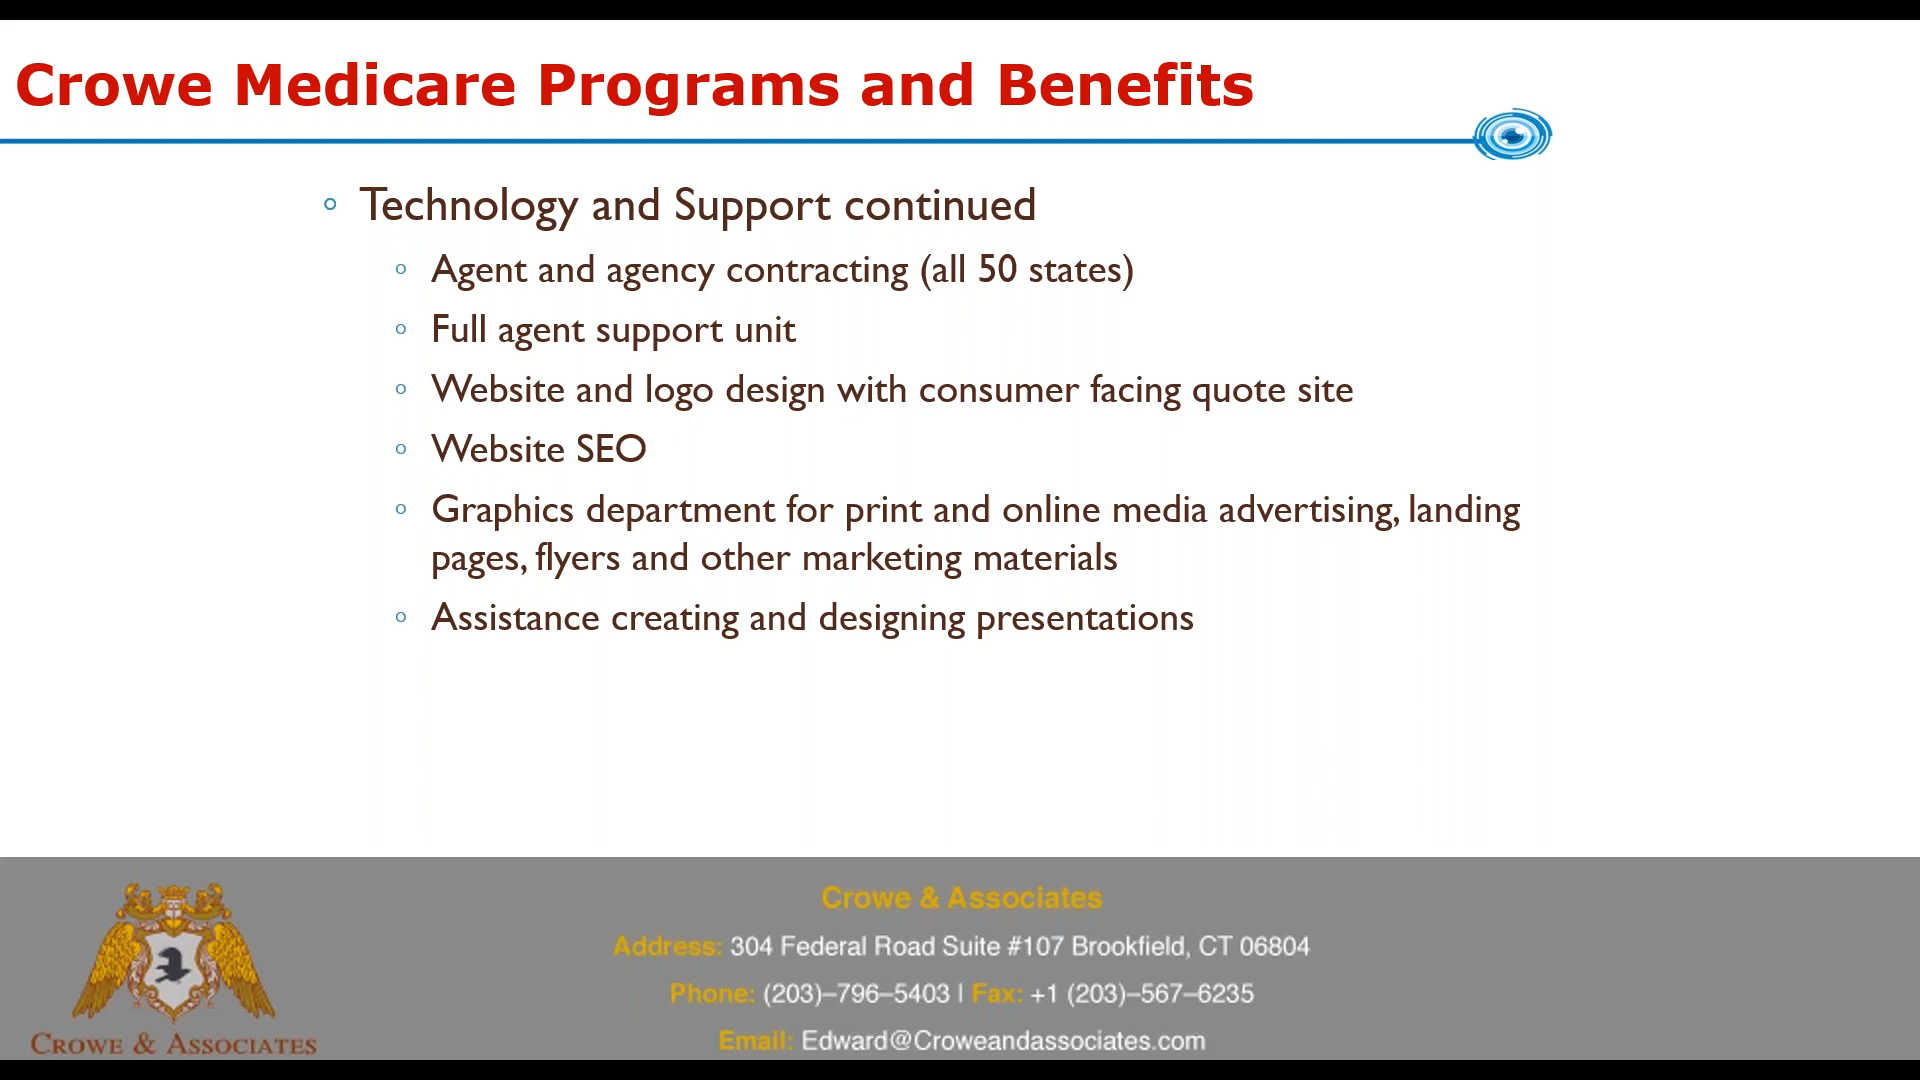 Crowe Medicare Programs and Benefits
Technology and Support continued
Agent and agency contracting (all 50 states)
Full agent support unit
Website and logo design with consumer facing quote site
Website SEO
Graphics department for print and online media advertising, landing
pages, flyers and other marketing materials
Assistance creating and designing presentations
Crowe & Associates
Address: 304 Federal Road Suite #107 Brookfield, CT 06804
Phone: (203)–796–5403 | Fax: +1 (203)–567–6235
Email: Edward@Croweandassociates.com
CROWE & ASSOCIATES